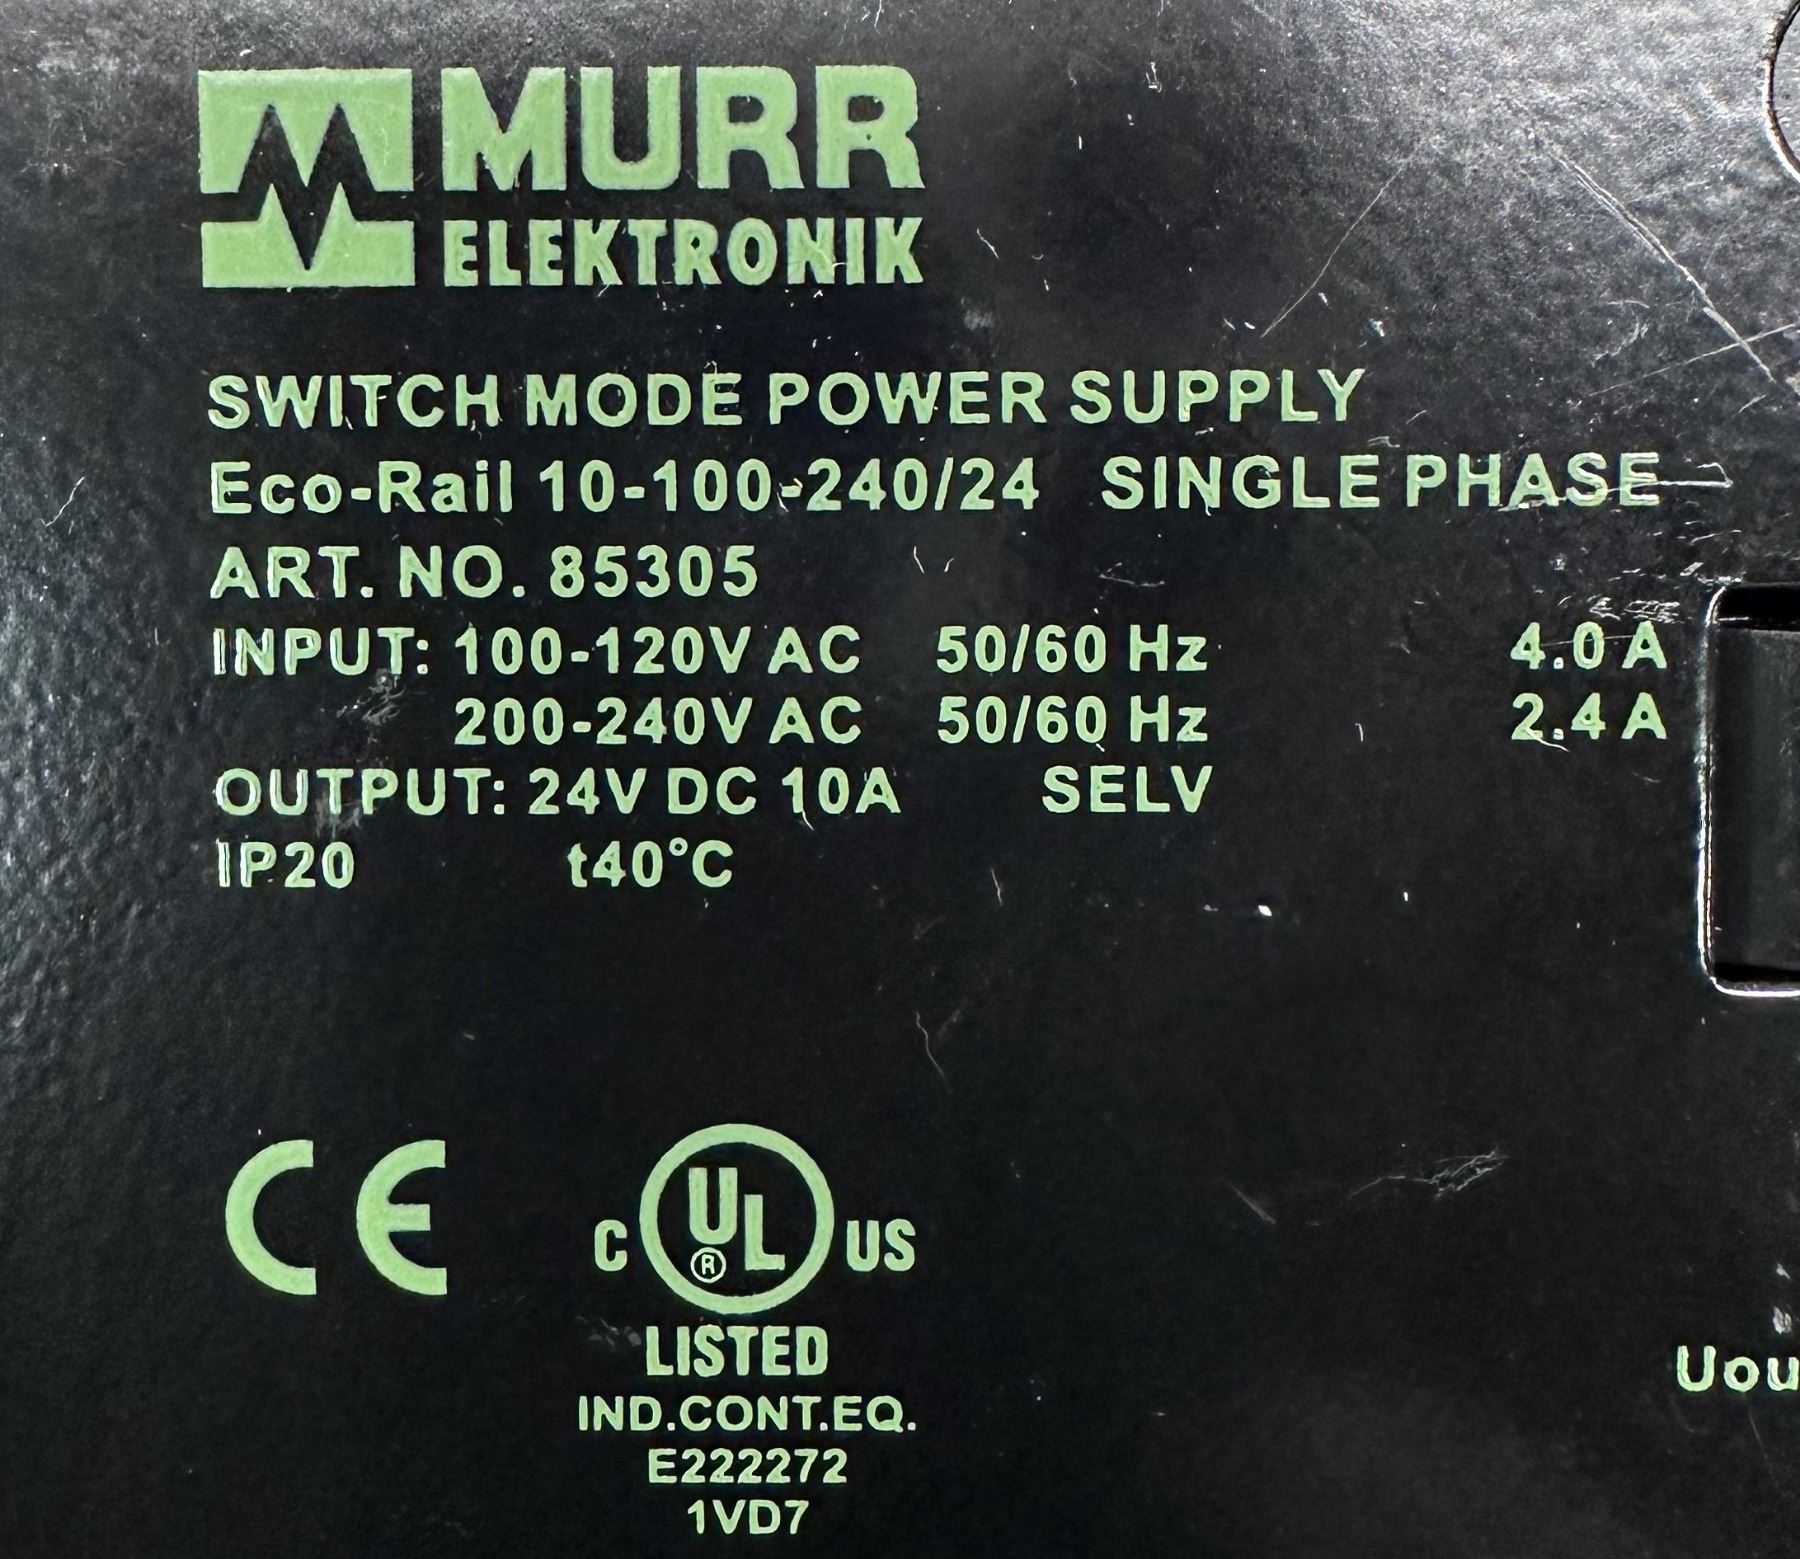 MURR
ELEKTRONIK
SWITCH MODE POWER SUPPLY
Eco-Rail 10-100-240/24 SINGLE PHASE
ART. NO. 85305
INPUT: 100-120V AC 50/60 Hz 4.0 A
200-240V AC 50/60 Hz 2.4 A
OUTPUT: 24V DC 10A SELV
IP20 t40°C
CE
C UL® US
LISTED
Uou
IND.CONT.EQ.
E222272
1VD7